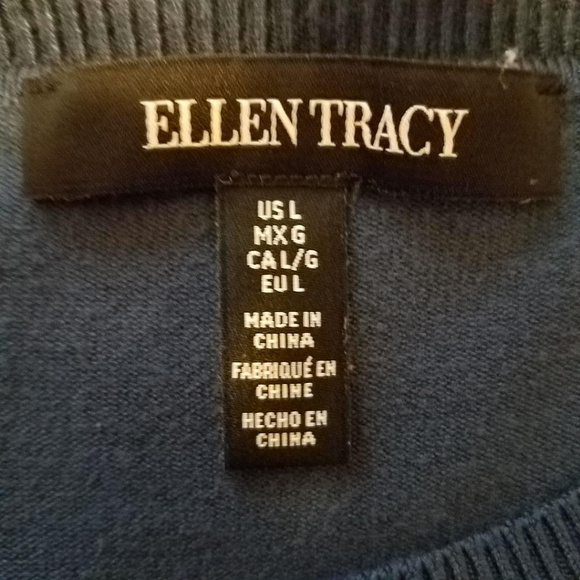 ELLEN TRACY
US L
MX G
CA L/G
EU L
MADE IN
CHINA
FABRIQUÉ EN
CHINE
HECHO EN
CHINA